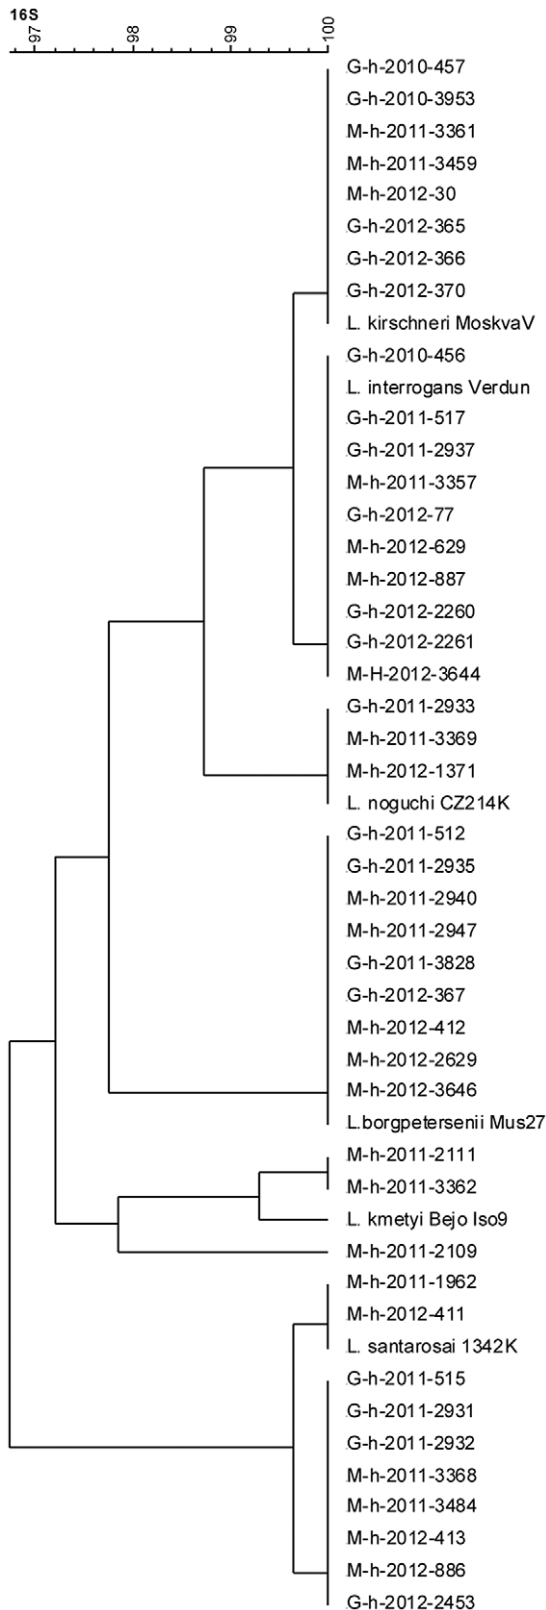 16S
97 98 99 100
G-h-2010-457
G-h-2010-3953
M-h-2011-3361
M-h-2011-3459
M-h-2012-30
G-h-2012-365
G-h-2012-366
G-h-2012-370
L. kirschneri MoskvaV
G-h-2010-456
L. interrogans Verdun
G-h-2011-517
G-h-2011-2937
M-h-2011-3357
G-h-2012-77
M-h-2012-629
M-h-2012-887
G-h-2012-2260
G-h-2012-2261
M-H-2012-3644
G-h-2011-2933
M-h-2011-3369
M-h-2012-1371
L. noguchi CZ214K
G-h-2011-512
G-h-2011-2935
M-h-2011-2940
M-h-2011-2947
G-h-2011-3828
G-h-2012-367
M-h-2012-412
M-h-2012-2629
M-h-2012-3646
L.borgpetersenii Mus27
M-h-2011-2111
M-h-2011-3362
L. kmetyi Bejo Iso9
M-h-2011-2109
M-h-2011-1962
M-h-2012-411
L. santarosai 1342K
G-h-2011-515
G-h-2011-2931
G-h-2011-2932
M-h-2011-3368
M-h-2011-3484
M-h-2012-413
M-h-2012-886
G-h-2012-2453